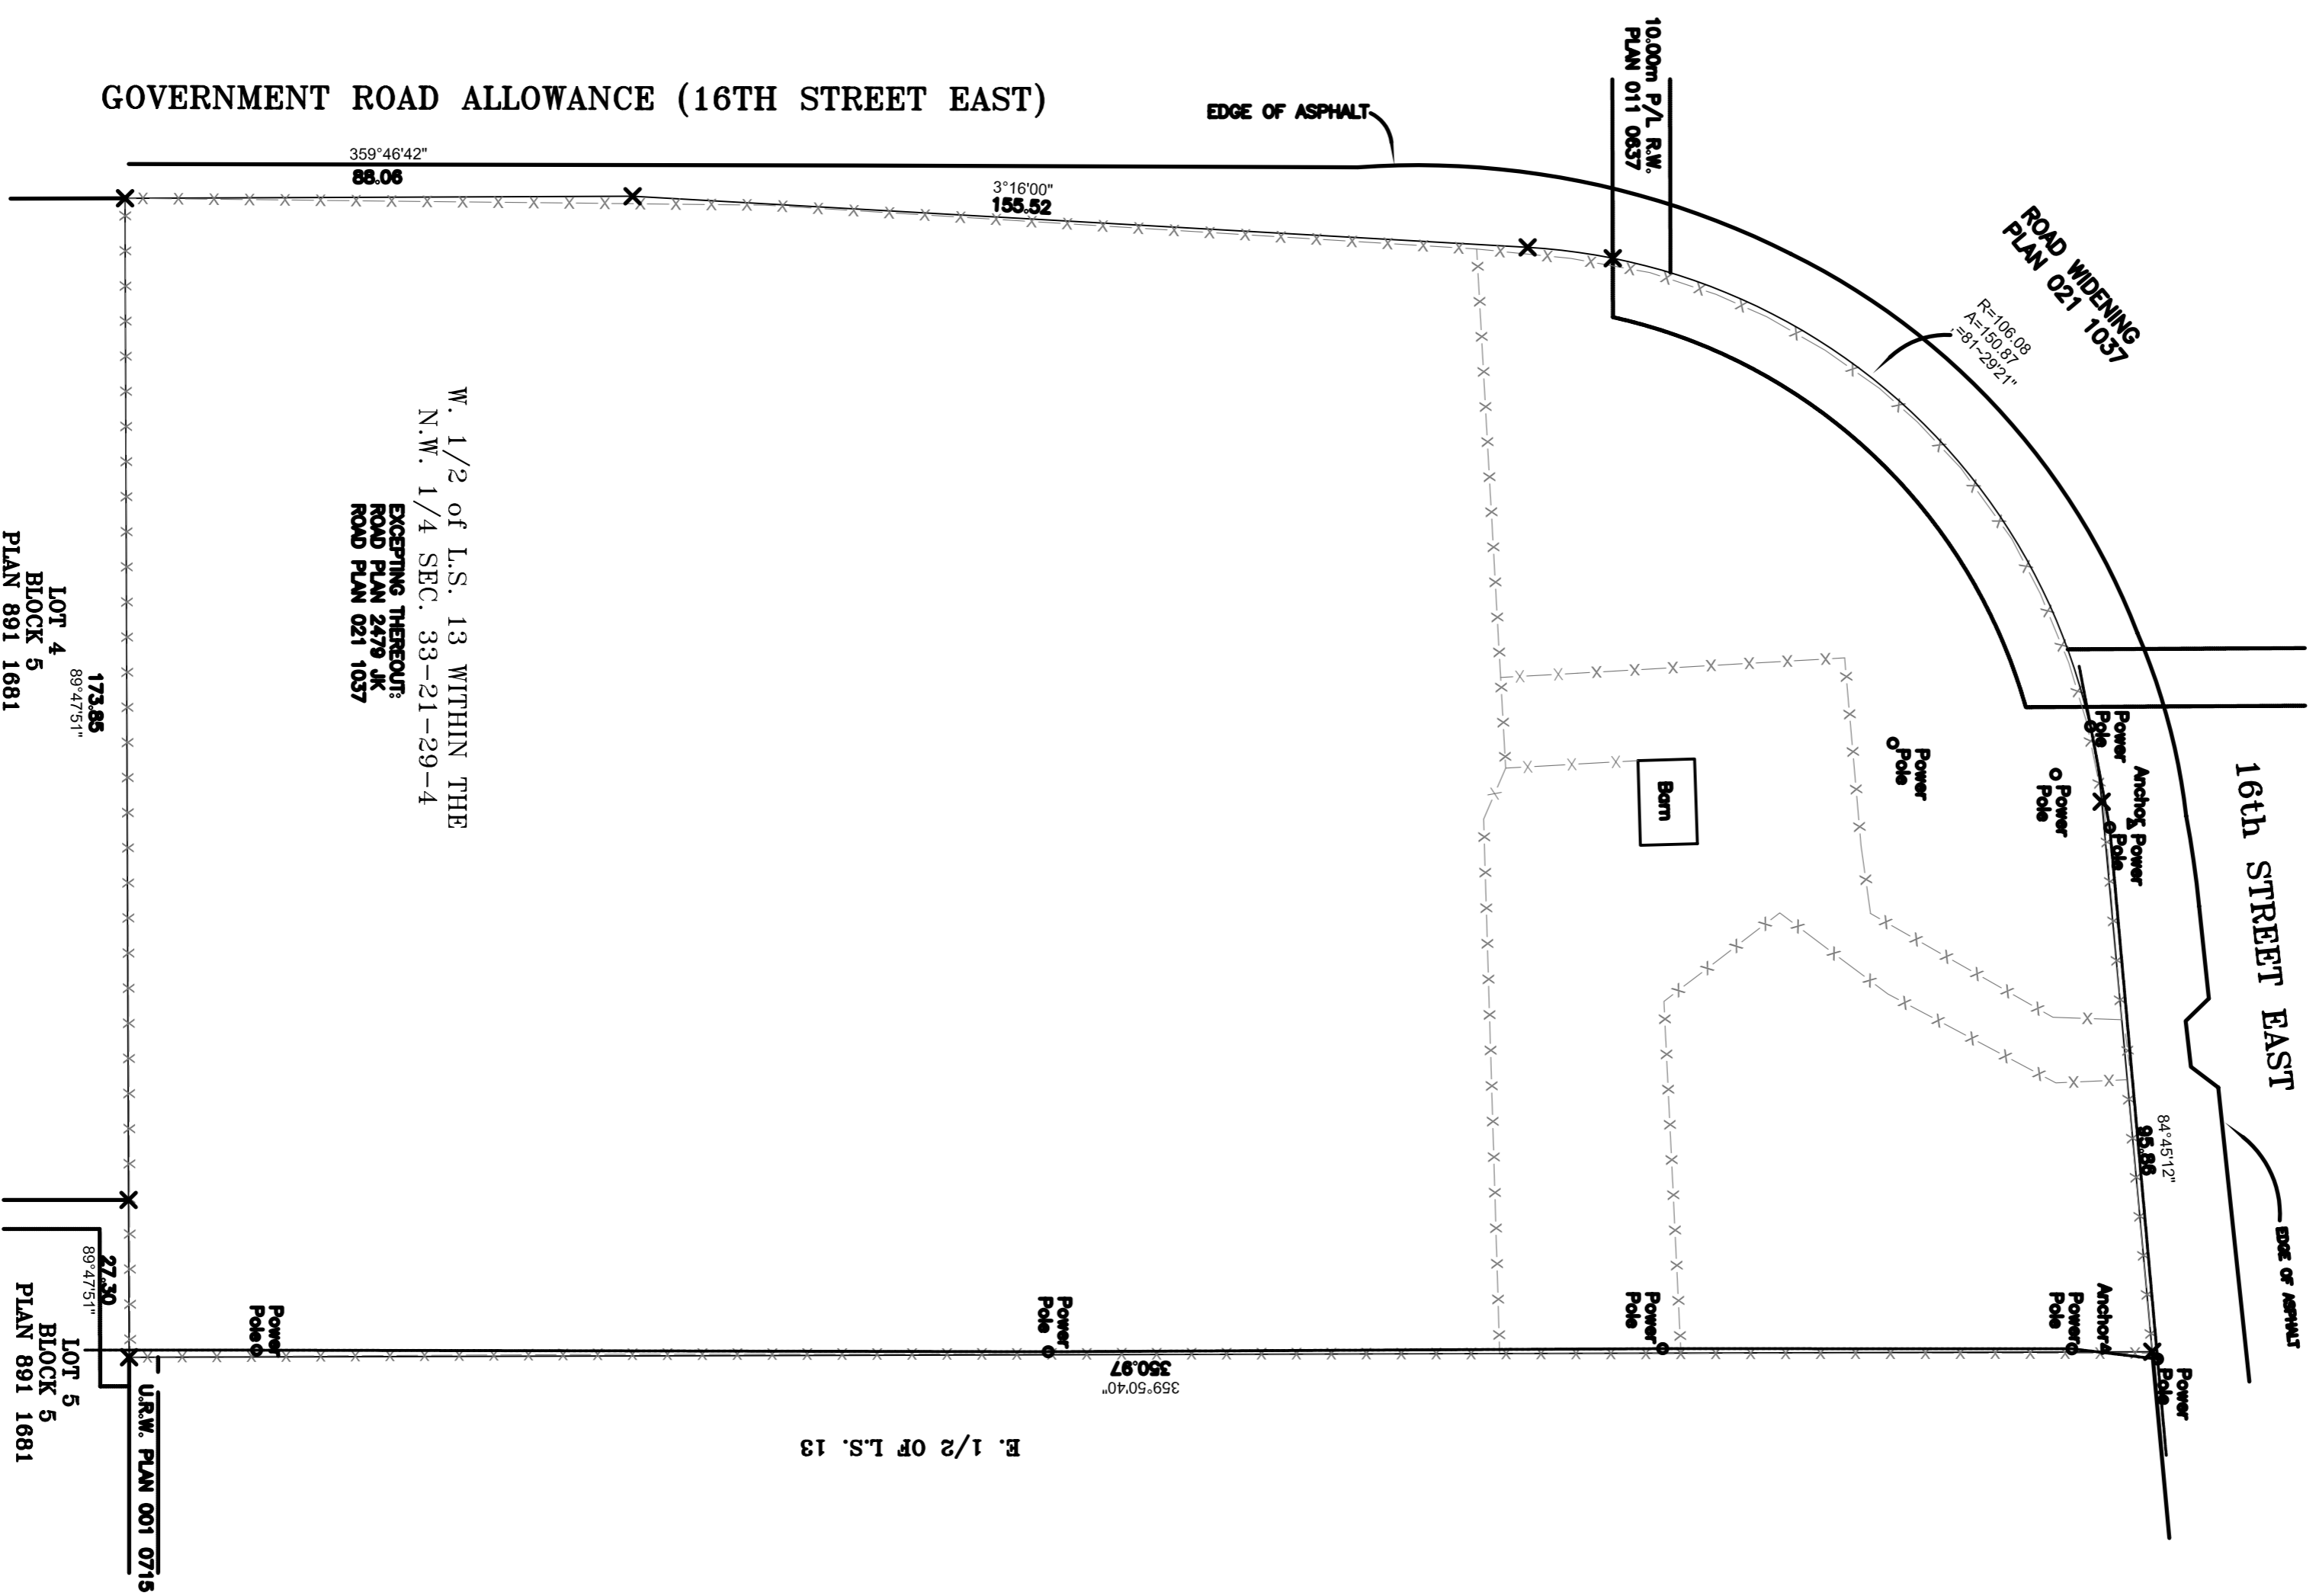 GOVERNMENT ROAD ALLOWANCE (16TH STREET EAST)
EDGE OF ASPHALT
10.00m P/L R.W.
PLAN 011 0637
359°46'42"
88.06
3°16'00"
155.52
ROAD WIDENING
PLAN 021 1037
R=106.08
A=150.87
,=81~29'21"
16th STREET EAST
84°45'12"
95.86
EDGE OF ASPHALT
Power
Pole
Anchor
Power
Pole
Power
Pole
Power
Pole
Barn
W. 1/2 of L.S. 13 WITHIN THE
N.W. 1/4 SEC. 33-21-29-4
EXCEPTING THEREOUT:
ROAD PLAN 2479 JK
ROAD PLAN 021 1037
173.85
89°47'51"
LOT 4
BLOCK 5
PLAN 891 1681
27.30
89°47'51"
LOT 5
BLOCK 5
PLAN 891 1681
Power
Pole
Power
Pole
Power
Pole
Anchor
Power
Pole
Power
Pole
350.97
359°50'40"
E. 1/2 OF L.S. 13
U.R.W. PLAN 001 0715